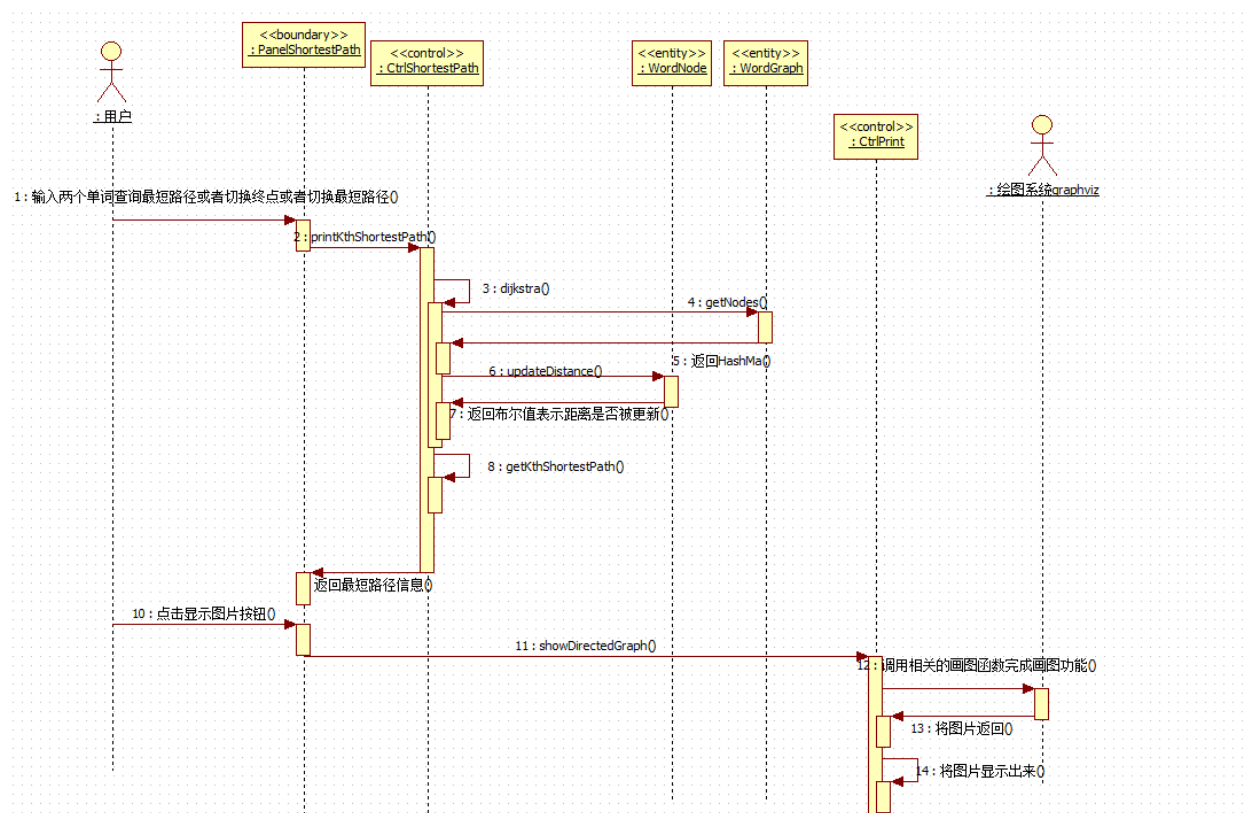 <<boundary>>
: PanelShortestPath
<<control>>
: CtrlShortestPath
<<entity>>
: WordNode
<<entity>>
: WordGraph
: 用户
<<control>>
: CtrlPrint
: 绘图系统graphviz
1 : 输入两个单词查询最短路径或者切换终点或者切换最短路径()
2 : printKthShortestPath()
3 : dijkstra()
4 : getNodes()
5 : 返回HashMa()
6 : updateDistance()
7 : 返回布尔值表示距离是否被更新()
8 : getKthShortestPath()
返回最短路径信息()
10 : 点击显示图片按钮()
11 : showDirectedGraph()
12 : 调用相关的画图函数完成画图功能()
13 : 将图片返回()
14 : 将图片显示出来()